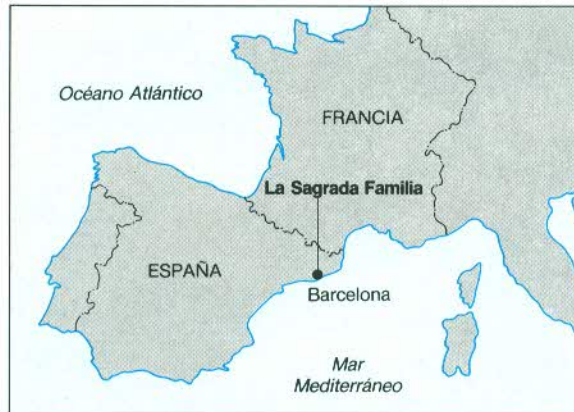 Océano Atlántico
FRANCIA
La Sagrada Familia
ESPAÑA
Barcelona
Mar
Mediterráneo